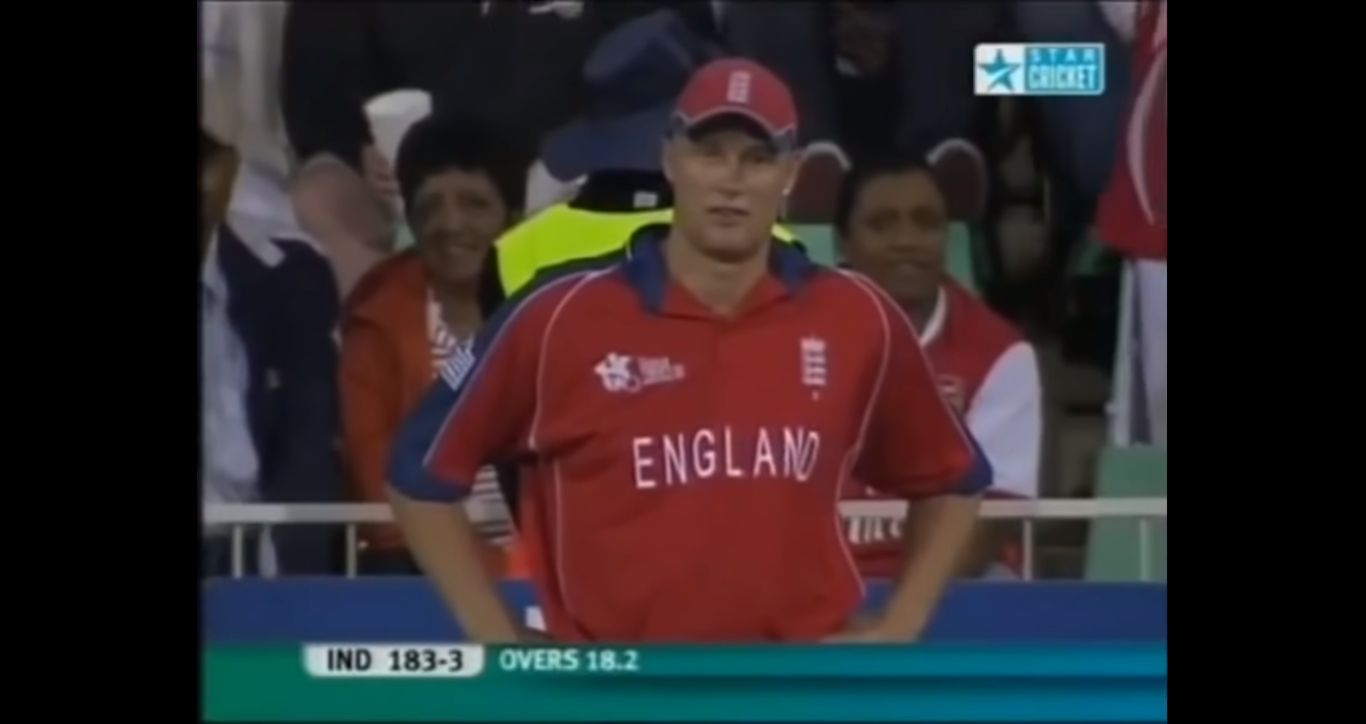 STAR
CRICKET
ENGLAND
IND 183-3 OVERS 18.2